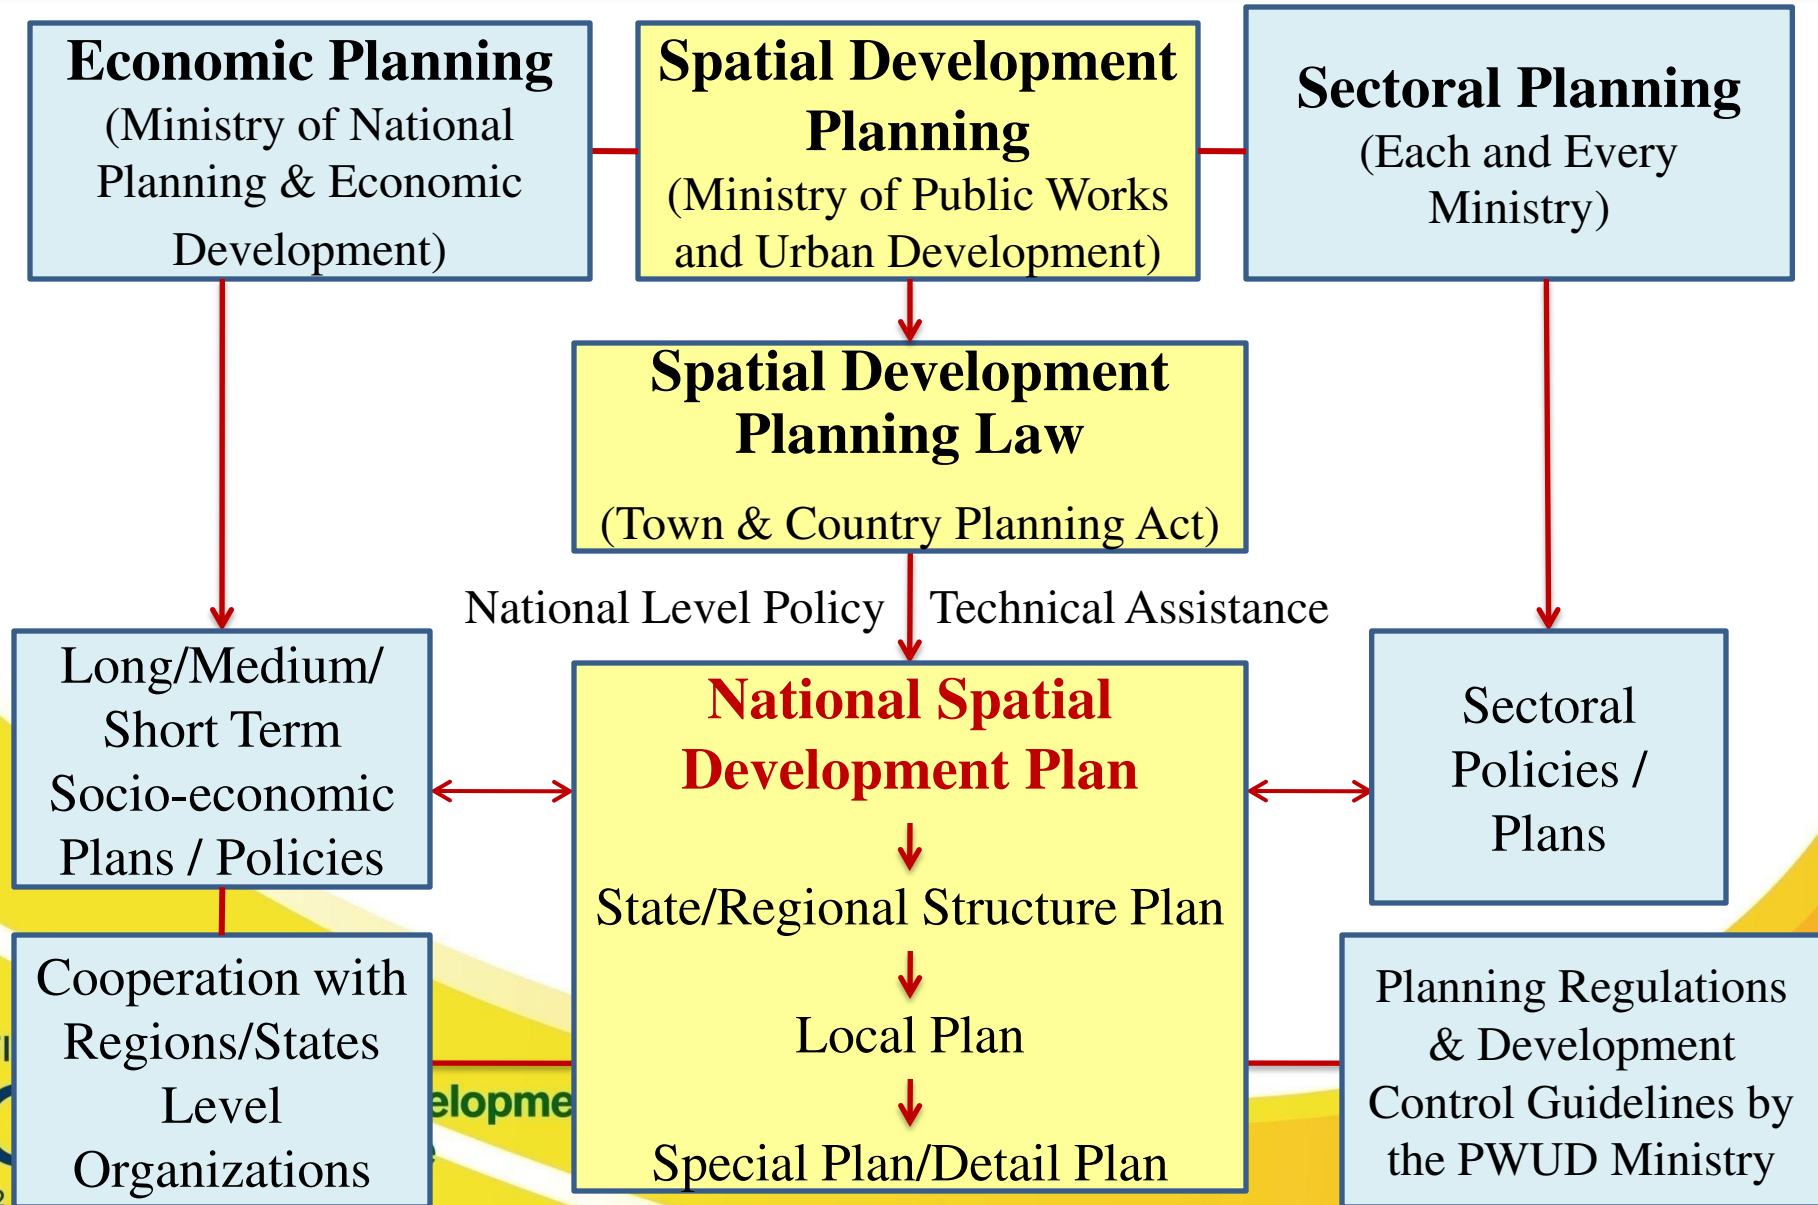 Economic Planning
(Ministry of National
Planning & Economic
Development)
Spatial Development
Planning
(Ministry of Public Works
and Urban Development)
Sectoral Planning
(Each and Every
Ministry)
Spatial Development
Planning Law
(Town & Country Planning Act)
National Level Policy
Technical Assistance
Long/Medium/
Short Term
Socio-economic
Plans / Policies
National Spatial
Development Plan
State/Regional Structure Plan
Local Plan
Special Plan/Detail Plan
Sectoral
Policies /
Plans
Cooperation with
Regions/States
Level
Organizations
elopme
Planning Regulations
& Development
Control Guidelines by
the PWUD Ministry